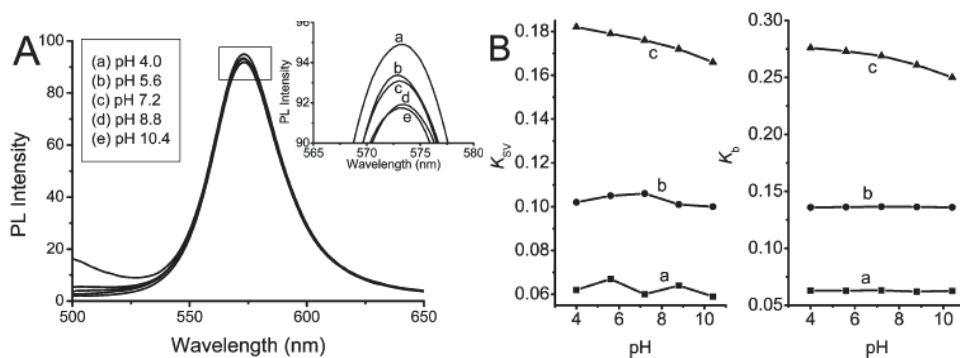 A
100
80
60
40
20
0
PL Intensity
500
550
600
650
Wavelength (nm)
(a) pH 4.0
(b) pH 5.6
(c) pH 7.2
(d) pH 8.8
(e) pH 10.4
96
94
92
90
PL Intensity
565
570
575
580
Wavelength (nm)
a
b
c
d
e
B
0.18
0.16
0.14
0.12
0.10
0.08
0.06
KSV
4
6
8
10
pH
c
b
a
0.30
0.25
0.20
0.15
0.10
0.05
Kb
4
6
8
10
pH
c
b
a